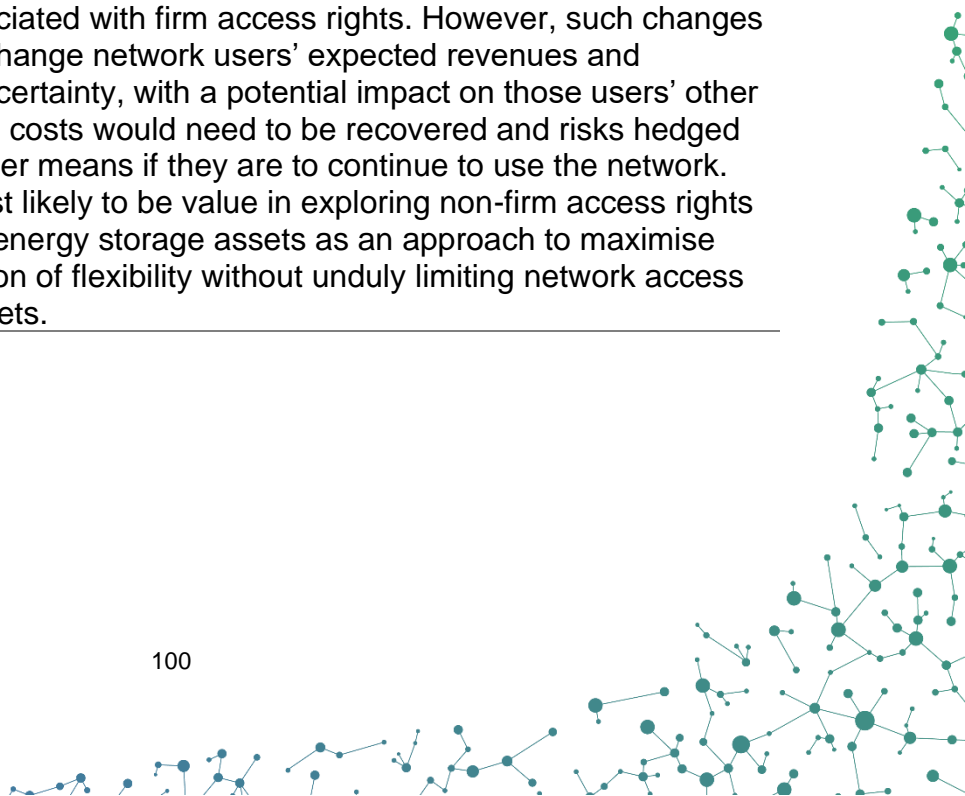 ciated with firm access rights. However, such changes
hange network users’ expected revenues and
certainty, with a potential impact on those users’ other
costs would need to be recovered and risks hedged
er means if they are to continue to use the network.
st likely to be value in exploring non-firm access rights
energy storage assets as an approach to maximise
on of flexibility without unduly limiting network access
ets.
100